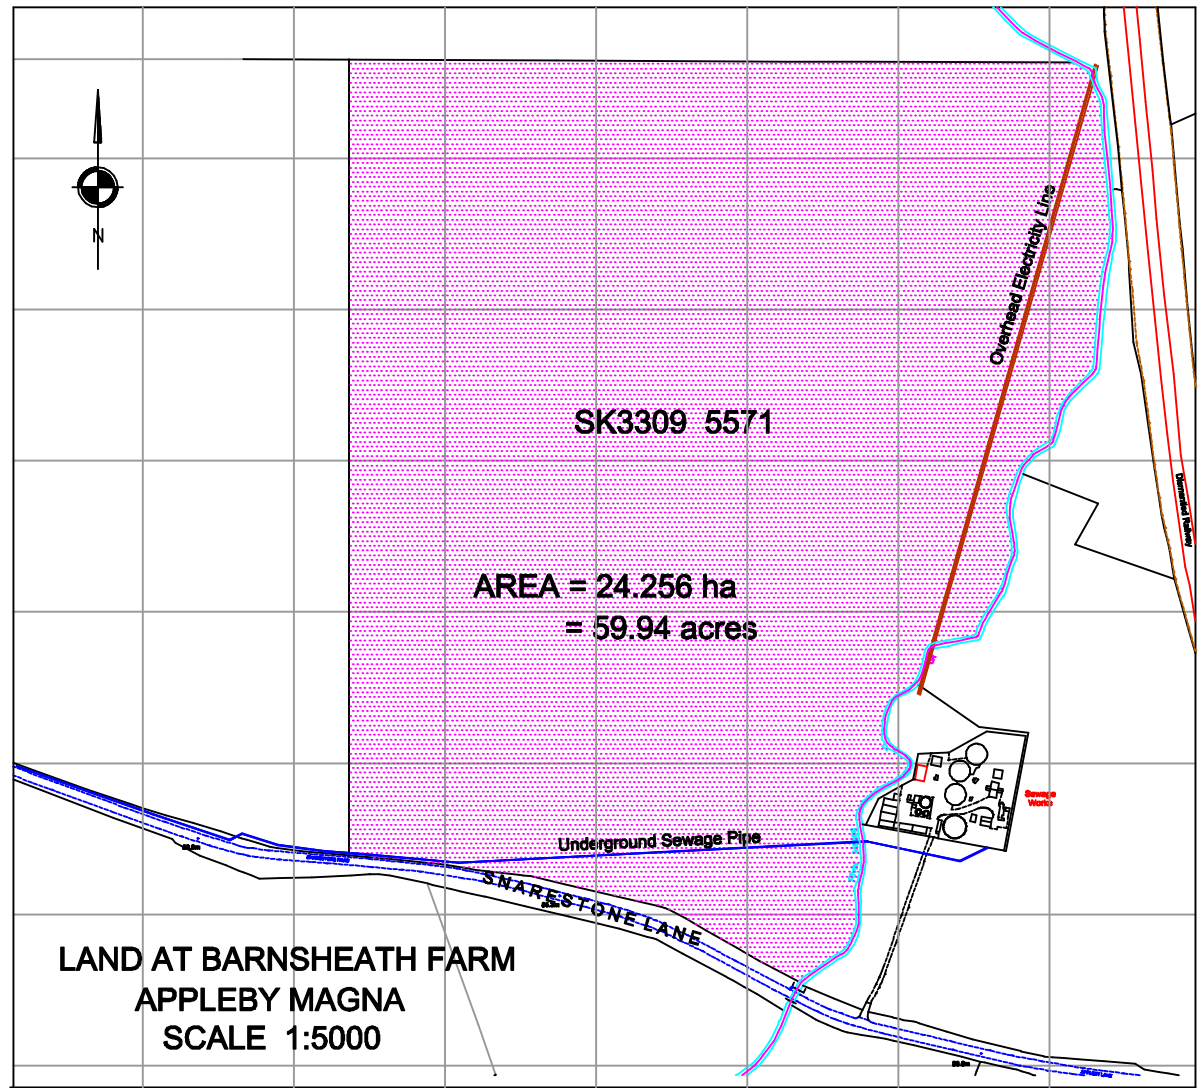 N
Overhead Electricity Line
SK3309 5571
Dismantled Railway
AREA = 24.256 ha
= 59.94 acres
Sewage
Works
Underground Sewage Pipe
SNARESTONE LANE
LAND AT BARNSHEATH FARM
APPLEBY MAGNA
SCALE 1:5000